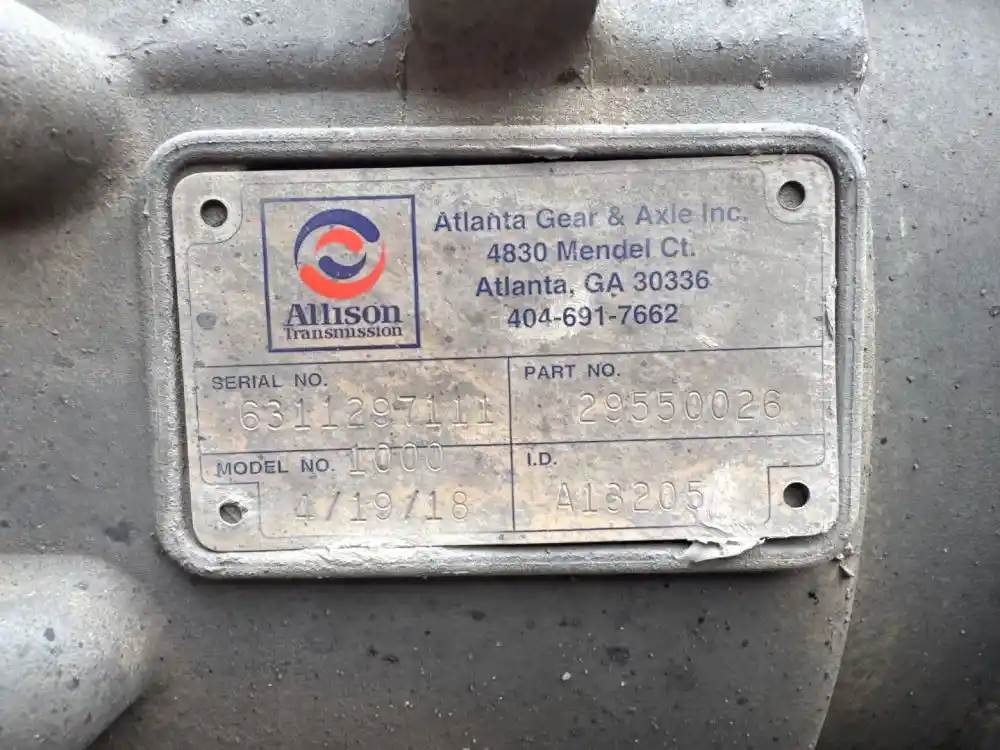 Allison
Transmission
Atlanta Gear & Axle Inc.
4830 Mendel Ct.
Atlanta, GA 30336
404-691-7662
SERIAL NO.
6311297111
PART NO.
29550026
MODEL NO. 1000
4/19/18
I.D.
A13205